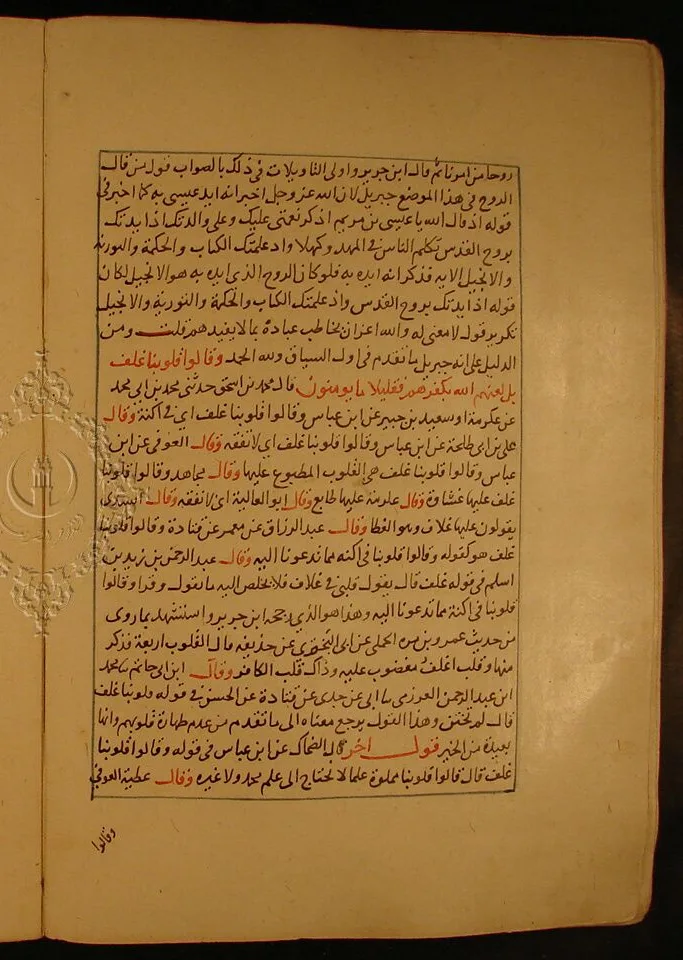 روحا من امرنا ثم قال ابن جرير واولى التاويلات في ذلك بالصواب قول من قال
الروح في هذا الموضع جبريل لان الله عز وجل اخبر انه ايد عيسى به كما اخبر في
قوله اذ قال الله يا عيسى بن مريم اذكر نعمتي عليك وعلى والدتك اذ ايدتك
بروح القدس تكلم الناس في المهد وكهلا واذ علمتك الكتاب والحكمة والتورية
والانجيل الاية فذكر انه ايده به فلو كان الروح الذي ايده به هو الانجيل لكان
قوله اذ ايدتك بروح القدس واذ علمتك الكتاب والحكمة والتورية والانجيل
تكرير قول لا معنى له والله اعز ان يخاطب عباده بما لا يفيدهم قلت ومن
الدليل على انه جبريل ما تقدم في اول السياق ولله الحمد وقالوا قلوبنا غلف
بل لعنهم الله بكفرهم فقليلا ما يومنون قال محمد بن اسحق حدثني محمد بن ابي محمد
عن عكرمة او سعيد بن جبير عن ابن عباس وقالوا قلوبنا غلف اي في اكنة وقال
علي بن ابي طلحة عن ابن عباس وقالوا قلوبنا غلف اي لا تفقه وقال العوفي عن ابن
عباس وقالوا قلوبنا غلف هي القلوب المطبوع عليها وقال مجاهد وقالوا قلوبنا
غلف عليها غشاوة وقال عكرمة عليها طابع وقال ابو العالية اي لا تفقه وقال السدي
يقولون عليها غلاف وهو الغطا وقال عبد الرزاق عن معمر عن قتادة وقالوا قلوبنا
غلف هو كقوله وقالوا قلوبنا في اكنه مما تدعونا اليه وقال عبد الرحمن بن زيد بن
اسلم في قوله غلف قال يقول قلبي في غلاف فلا يخلص اليه ما تقول وقرا وقالوا
قلوبنا في اكنة مما تدعونا اليه وهذا هو الذي رجحه ابن جرير واستشهد بما روى
من حديث عمرو بن مره الجملي عن ابي البختري عن حذيفه قال القلوب اربعة فذكر
منها وقلب اغلف مغضوب عليه وذاك قلب الكافر وقال ابن ابي حاتم ثنا محمد
ابن عبد الرحمن العرزمي ثنا ابي عن جدي عن قتادة عن الحسن في قوله قلوبنا غلف
قال لم تختن وهذا القول يرجع معناه الى ما تقدم من عدم طهارة قلوبهم وانها
بعيدة من الخير قول اخر قال الضحاك عن ابن عباس في قوله وقالوا قلوبنا
غلف قال قالوا قلوبنا مملوة علما لا تحتاج الى علم محمد ولا غيره وقال عطية العوفي
وقالوا